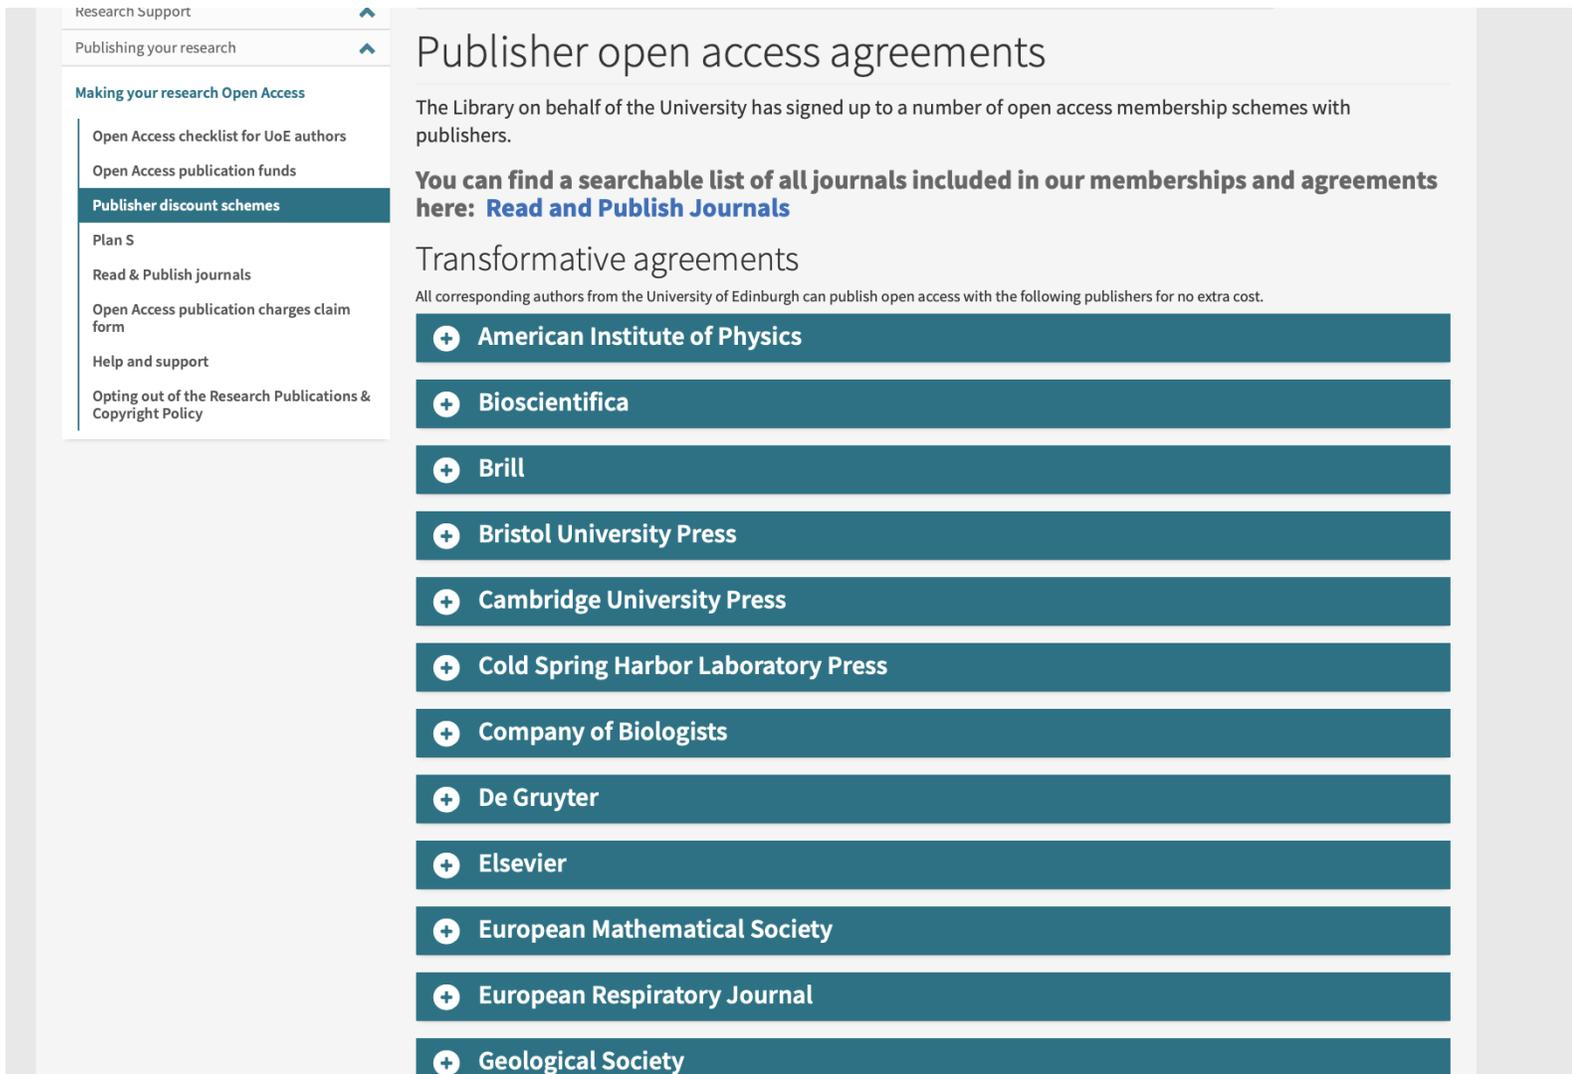 Research Support
Publishing your research
Making your research Open Access
Open Access checklist for UoE authors
Open Access publication funds
Publisher discount schemes
Plan S
Read & Publish journals
Open Access publication charges claim
form
Help and support
Opting out of the Research Publications &
Copyright Policy
Publisher open access agreements
The Library on behalf of the University has signed up to a number of open access membership schemes with
publishers.
You can find a searchable list of all journals included in our memberships and agreements
here: Read and Publish Journals
Transformative agreements
All corresponding authors from the University of Edinburgh can publish open access with the following publishers for no extra cost.
American Institute of Physics
Bioscientifica
Brill
Bristol University Press
Cambridge University Press
Cold Spring Harbor Laboratory Press
Company of Biologists
De Gruyter
Elsevier
European Mathematical Society
European Respiratory Journal
Geological Society